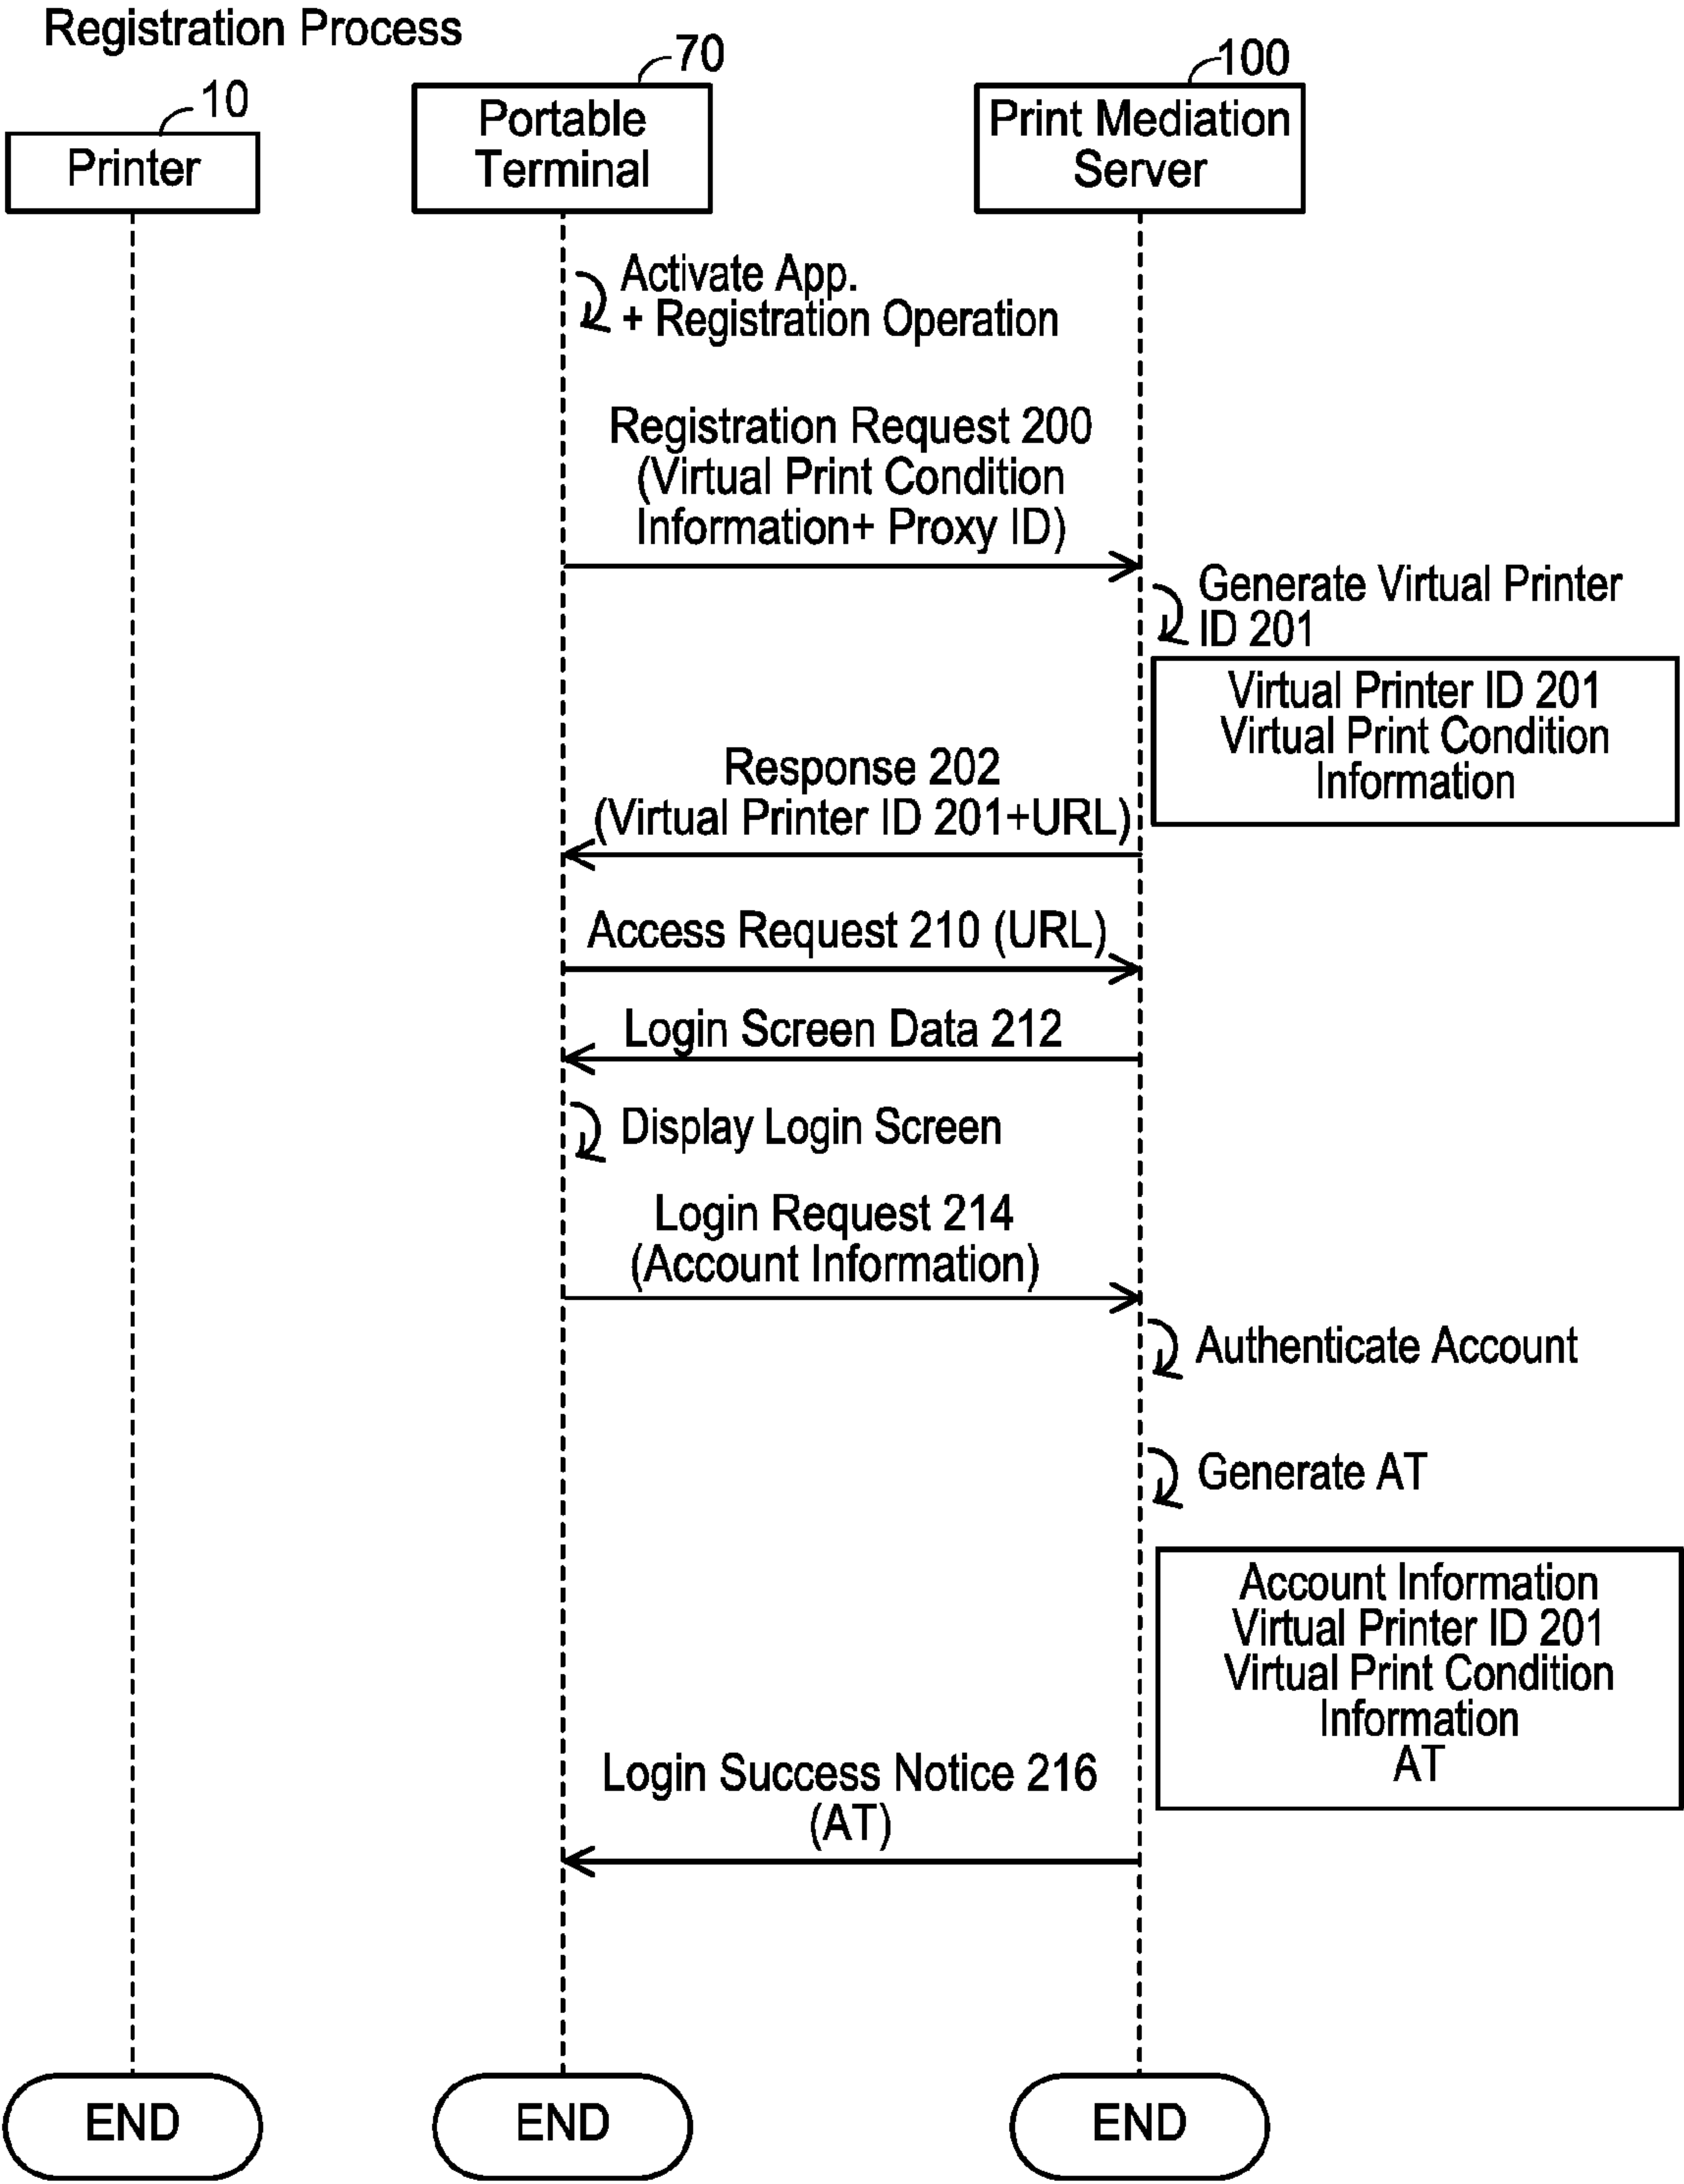 Registration Process
10
70
100
Printer
Portable
Terminal
Print Mediation
Server
Activate App.
+ Registration Operation
Registration Request 200
(Virtual Print Condition
Information+ Proxy ID)
Generate Virtual Printer
ID 201
Virtual Printer ID 201
Virtual Print Condition
Information
Response 202
(Virtual Printer ID 201+URL)
Access Request 210 (URL)
Login Screen Data 212
Display Login Screen
Login Request 214
(Account Information)
Authenticate Account
Generate AT
Account Information
Virtual Printer ID 201
Virtual Print Condition
Information
AT
Login Success Notice 216
(AT)
END
END
END